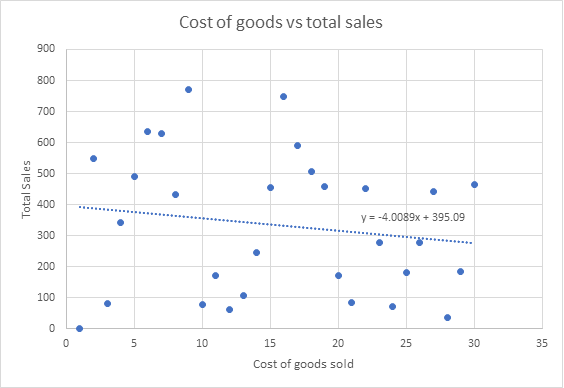 Cost of goods vs total sales
900
800
700
600
500
400
300
200
100
0
Total Sales
y = -4.0089x + 395.09
0 5 10 15 20 25 30 35
Cost of goods sold